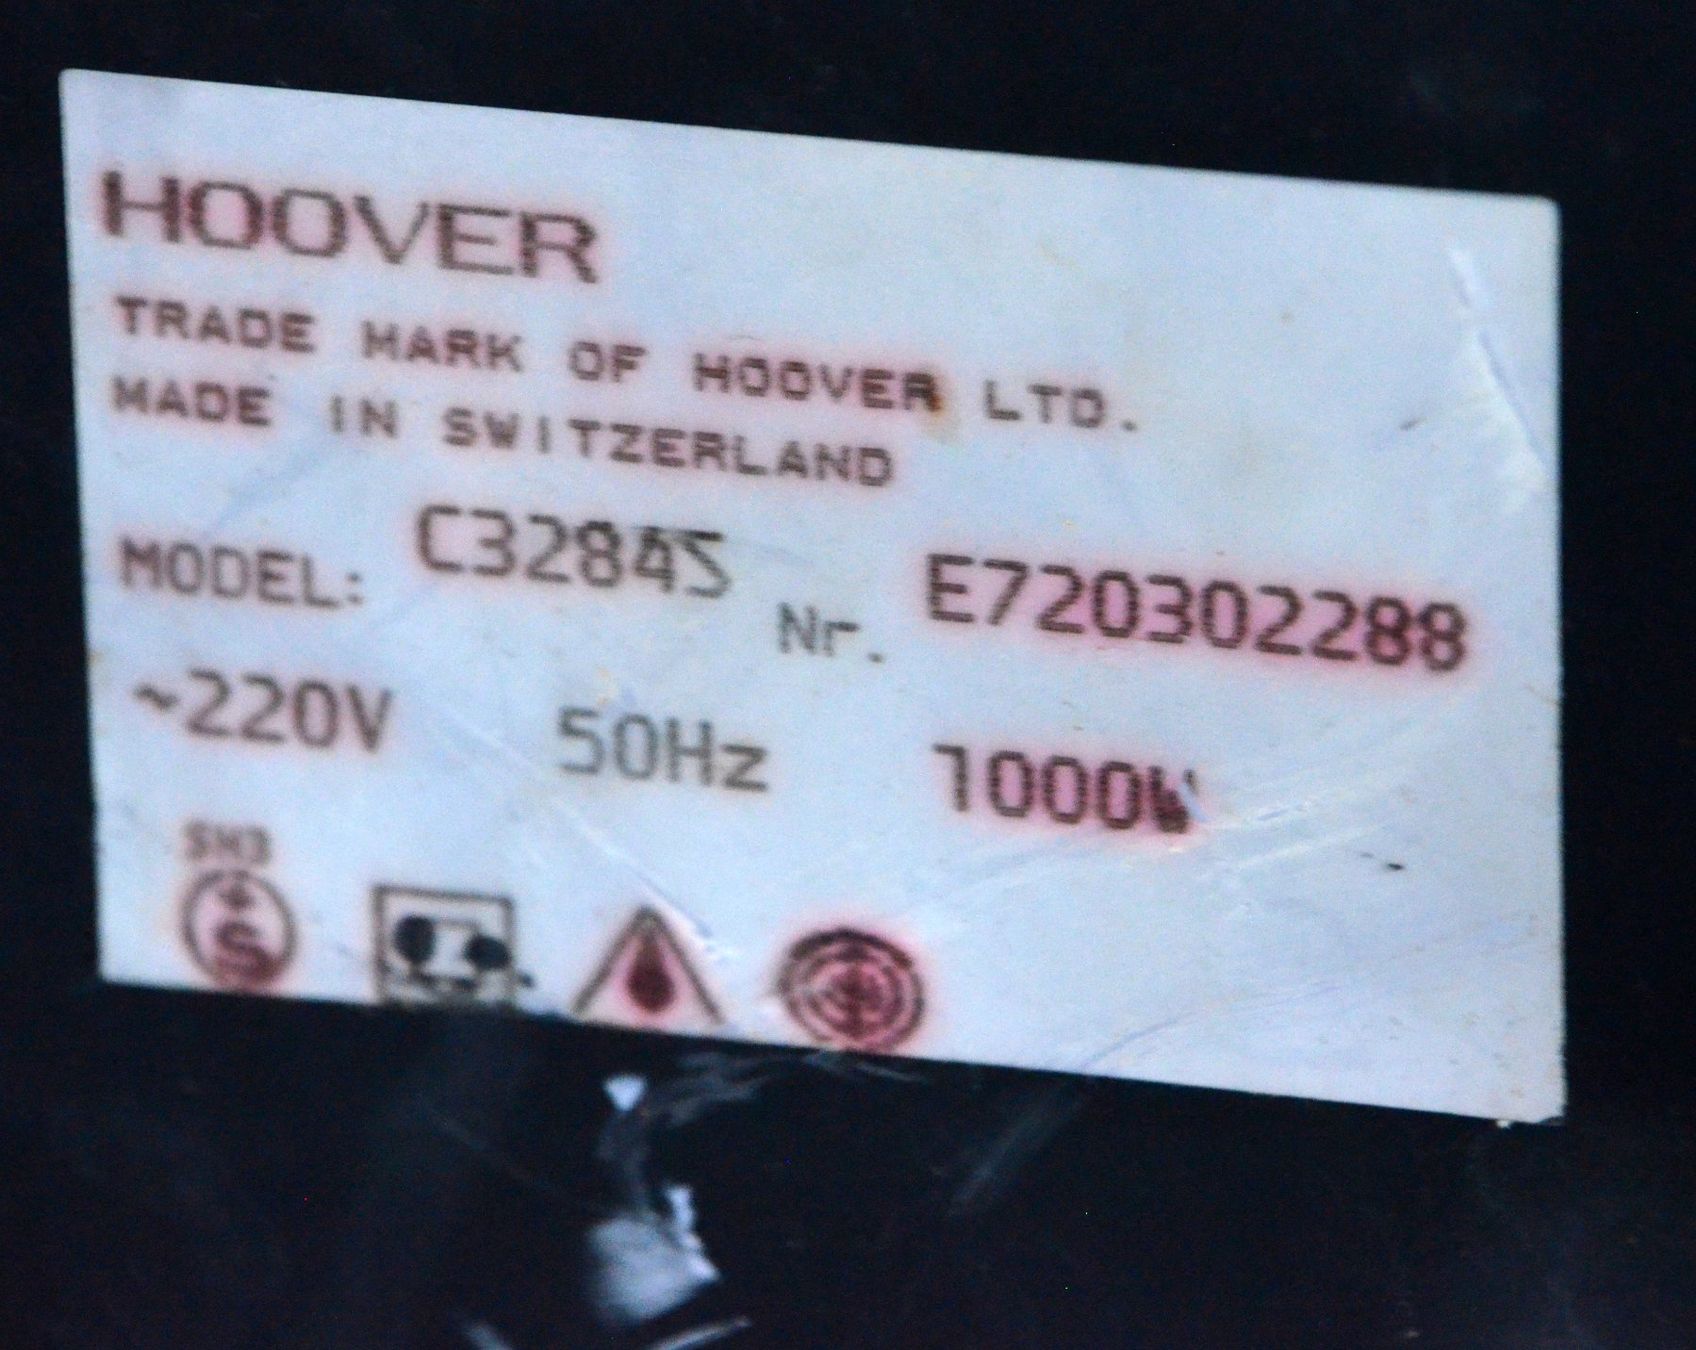 HOOVER
TRADE MARK OF HOOVER LTD.
MADE IN SWITZERLAND
MODEL: C3284S Nr. E720302288
~220V 50Hz 1000W